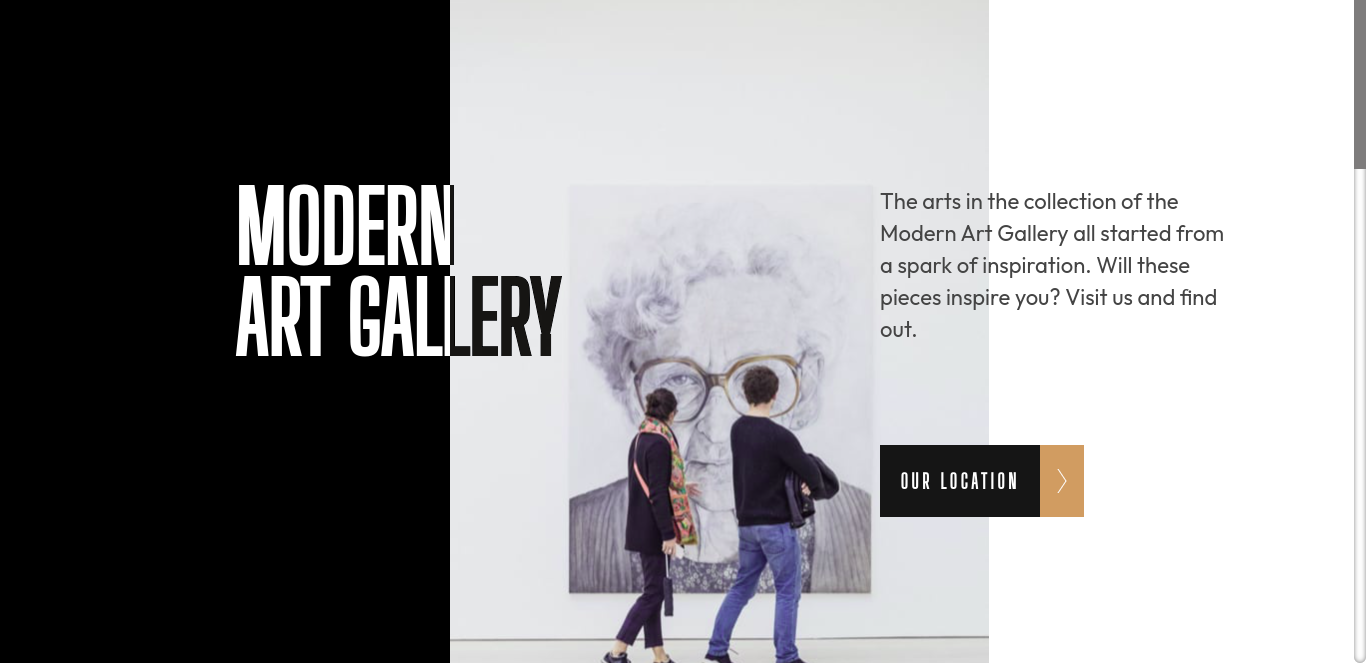 MODERN
ART GALLERY
The arts in the collection of the
Modern Art Gallery all started from
a spark of inspiration. Will these
pieces inspire you? Visit us and find
out.
OUR LOCATION